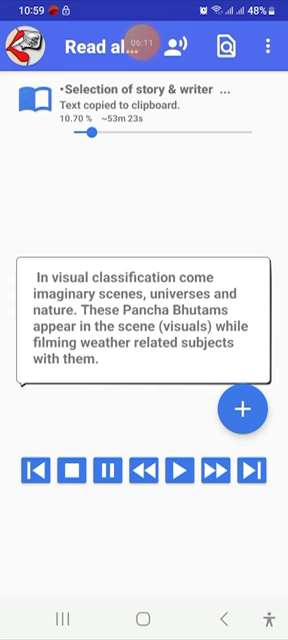 10:59
48%
Read al...
06:11
•Selection of story & writer ...
Text copied to clipboard.
10.70 % ~53m 23s
In visual classification come
imaginary scenes, universes and
nature. These Pancha Bhutams
appear in the scene (visuals) while
filming weather related subjects
with them.